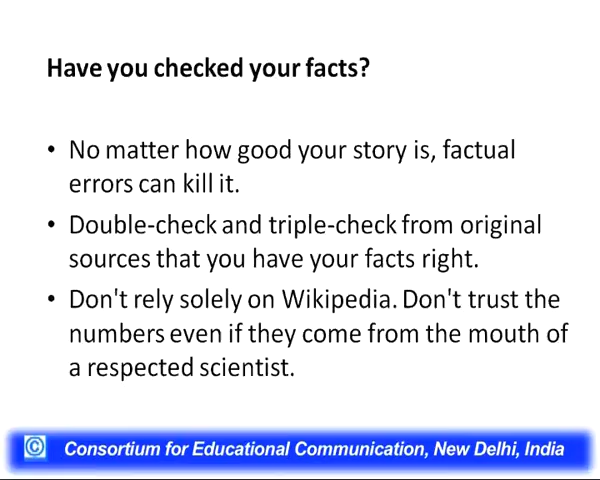 Have you checked your facts?
• No matter how good your story is, factual
errors can kill it.
• Double-check and triple-check from original
sources that you have your facts right.
• Don't rely solely on Wikipedia. Don't trust the
numbers even if they come from the mouth of
a respected scientist.
© Consortium for Educational Communication, New Delhi, India